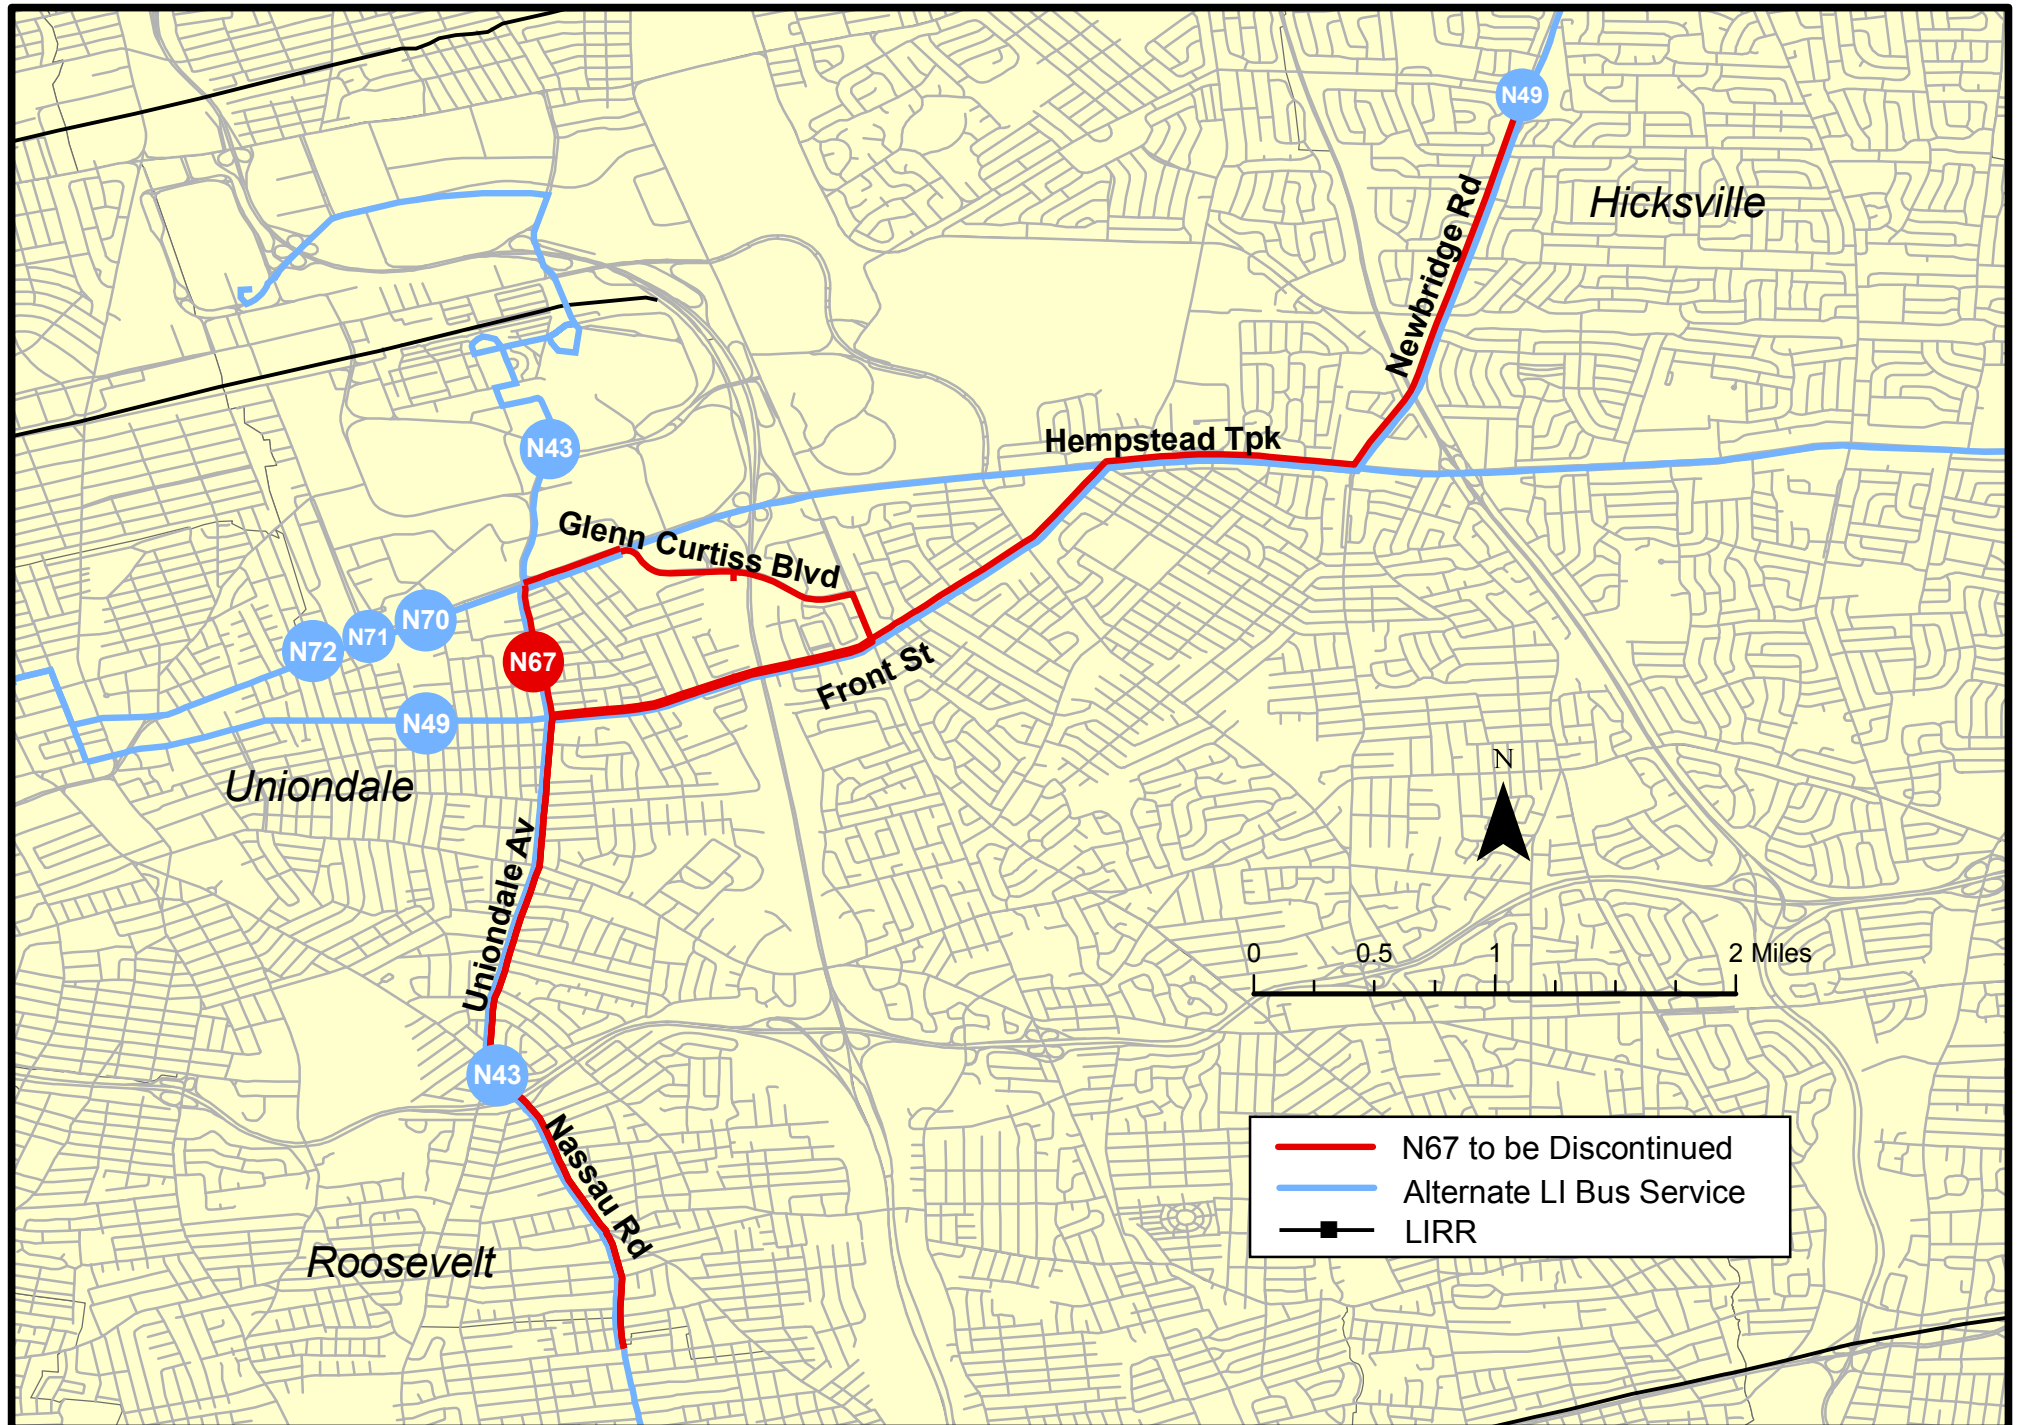 N49
Hicksville
Newbridge Rd
Hempstead Tpk
N43
Glenn Curtiss Blvd
N70
N71
N72
N67
Front St
N49
Uniondale
N
Uniondale Av
0 0.5 1 2 Miles
N43
Nassau Rd
Roosevelt
N67 to be Discontinued
Alternate LI Bus Service
LIRR